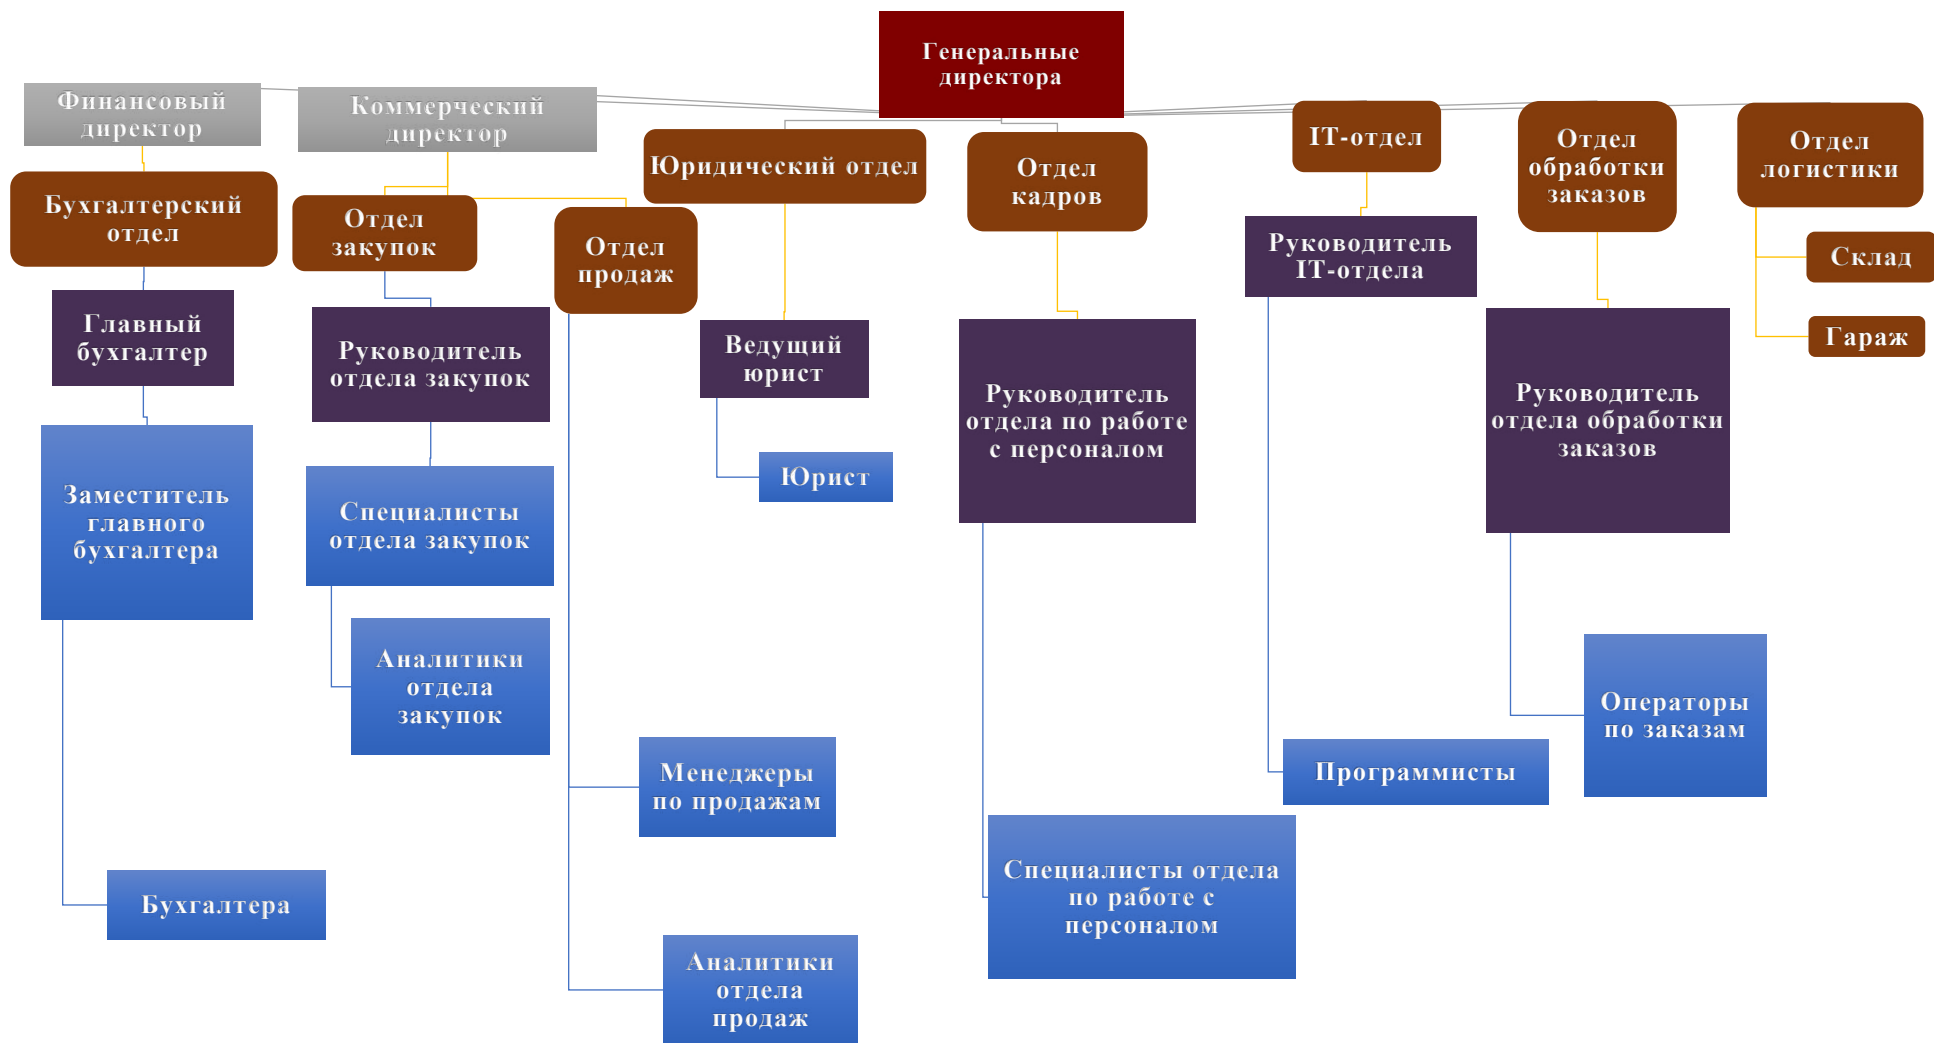 Генеральные
директора
Финансовый
директор
Коммерческий
директор
Юридический отдел
Отдел
кадров
IT-отдел
Отдел
обработки
заказов
Отдел
логистики
Бухгалтерский
отдел
Отдел
закупок
Отдел
продаж
Руководитель
IT-отдела
Склад
Гараж
Главный
бухгалтер
Руководитель
отдела закупок
Ведущий
юрист
Руководитель
отдела по работе
с персоналом
Руководитель
отдела обработки
заказов
Заместитель
главного
бухгалтера
Специалисты
отдела закупок
Юрист
Аналитики
отдела
закупок
Операторы
по заказам
Менеджеры
по продажам
Программисты
Бухгалтера
Специалисты отдела
по работе с
персоналом
Аналитики
отдела
продаж